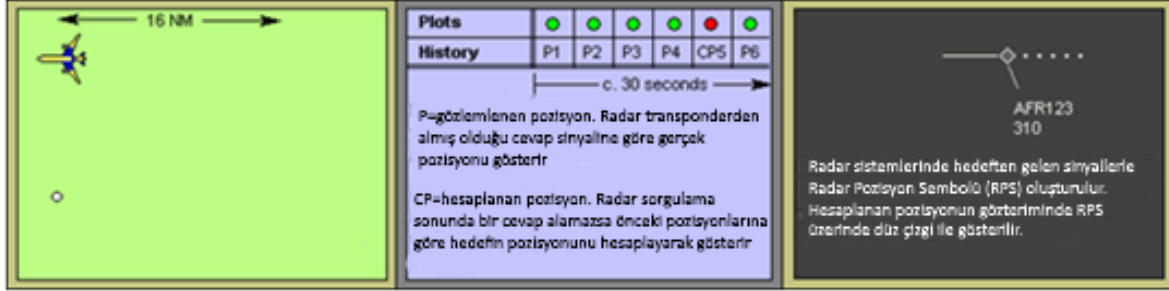 16 NM
Plots
History P1 P2 P3 P4 CP5 P6
c. 30 seconds
P=gözlemlenen pozisyon. Radar transponderden
almış olduğu cevap sinyaline göre gerçek
pozisyonu gösterir
CP=hesaplanan pozisyon. Radar sorgulama
sonunda bir cevap alamazsa önceki pozisyonlarına
göre hedefin pozisyonunu hesaplayarak gösterir
AFR123
310
Radar sistemlerinde hedeften gelen sinyallerle
Radar Pozisyon Sembolü (RPS) oluşturulur.
Hesaplanan pozisyonun gözteriminde RPS
üzerinde düz çizgi ile gösterilir.